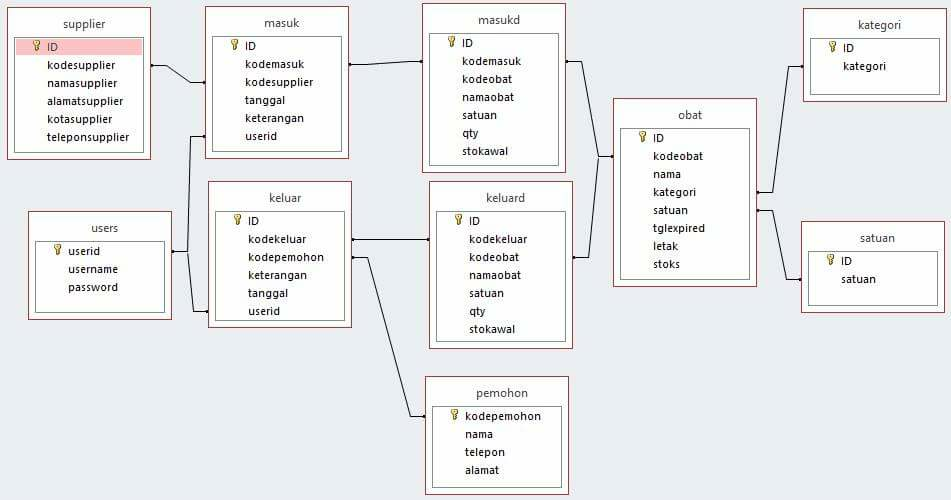 supplier
ID
kodesupplier
namasupplier
alamatsupplier
kotasupplier
teleponsupplier
masuk
ID
kodemasuk
kodesupplier
tanggal
keterangan
userid
masukd
ID
kodemasuk
kodeobat
namaobat
satuan
qty
stokawal
kategori
ID
kategori
obat
ID
kodeobat
nama
kategori
satuan
tglexpired
letak
stoks
users
userid
username
password
keluar
ID
kodekeluar
kodepemohon
keterangan
tanggal
userid
keluard
ID
kodekeluar
kodeobat
namaobat
satuan
qty
stokawal
satuan
ID
satuan
pemohon
kodepemohon
nama
telepon
alamat